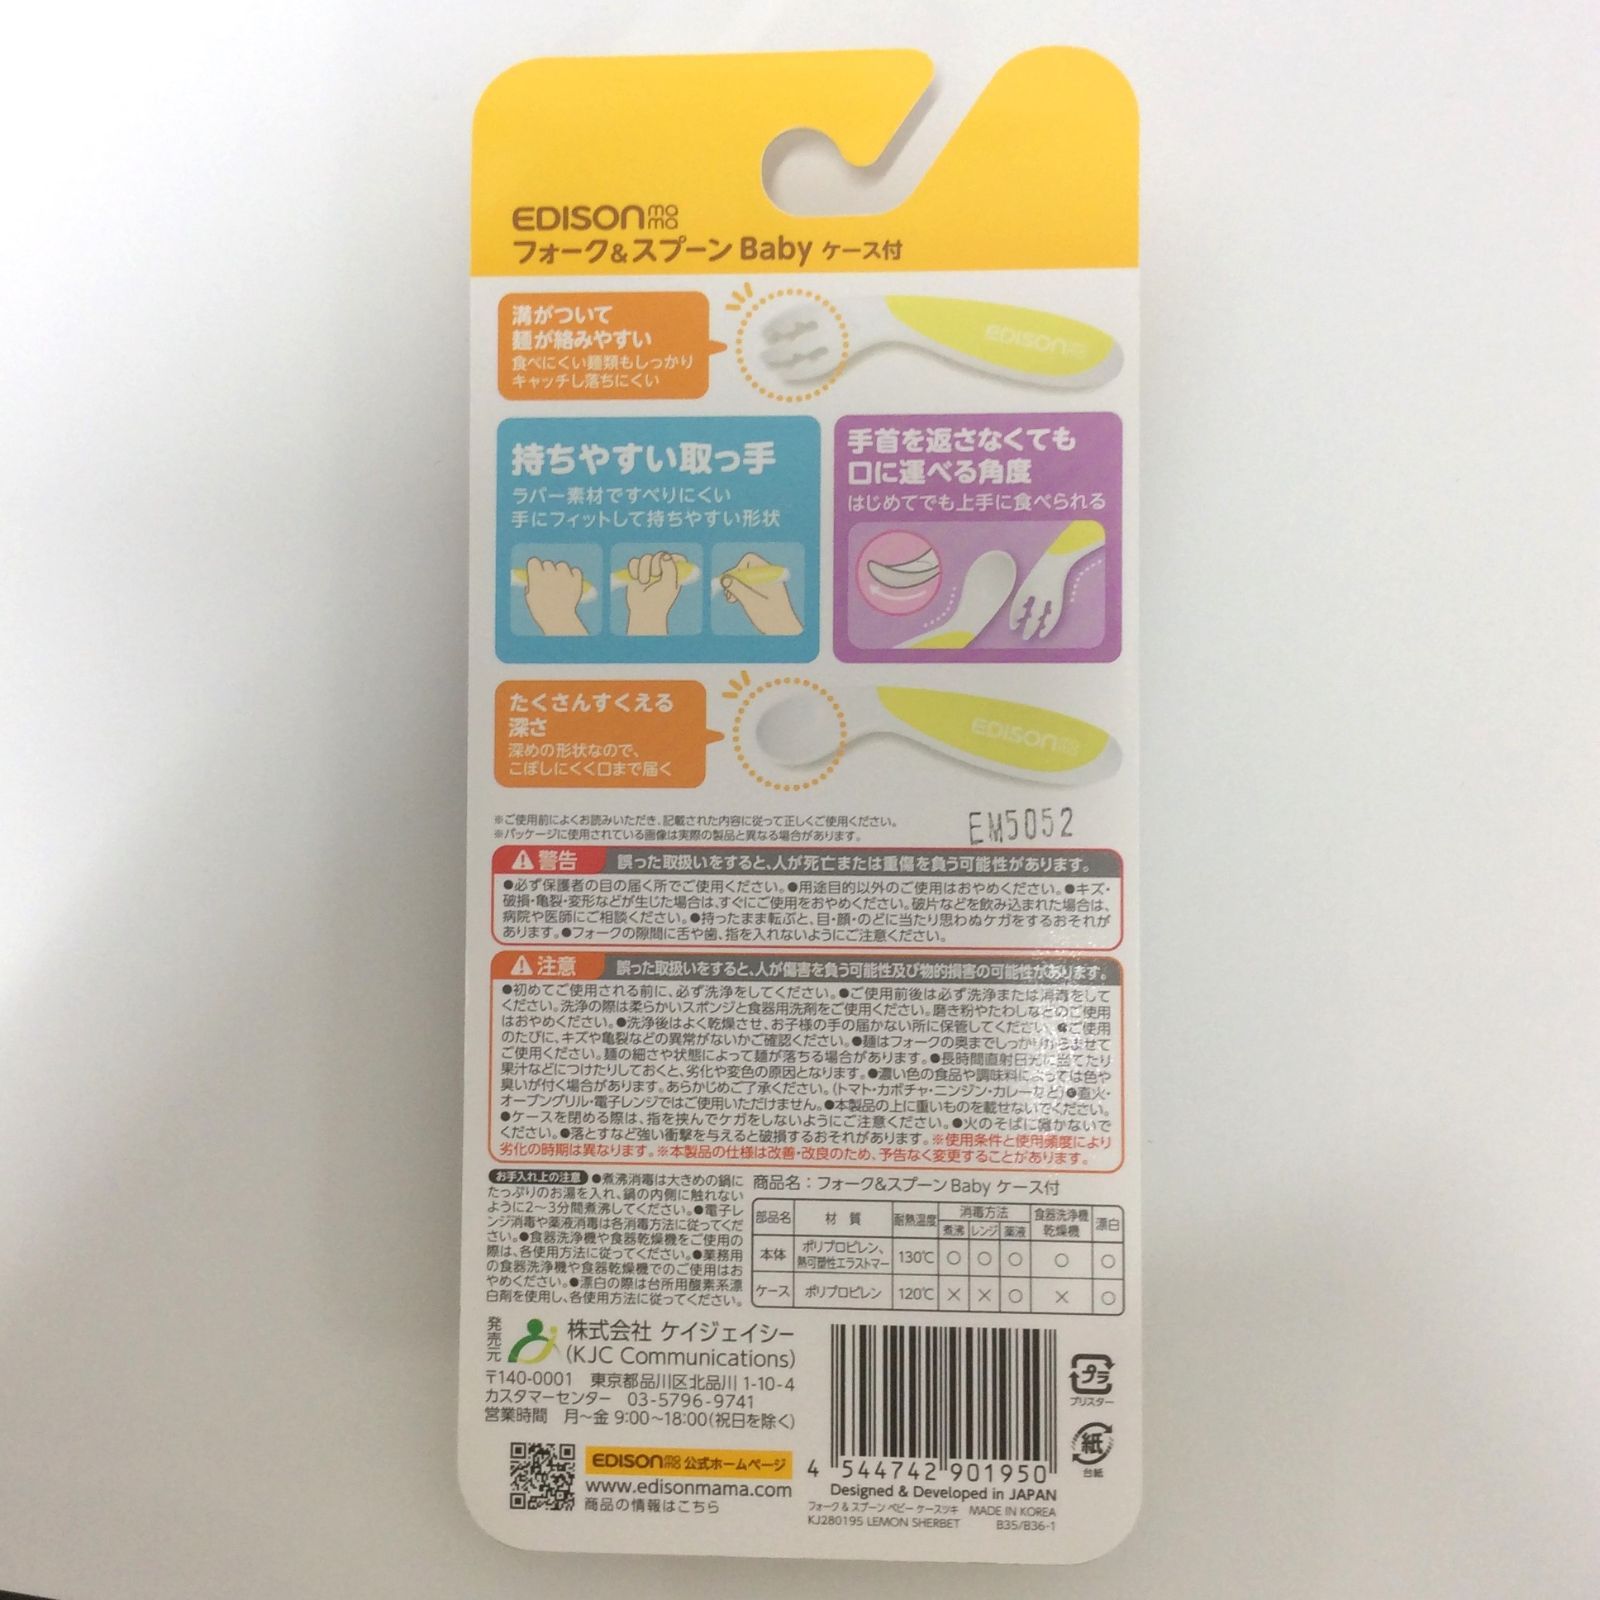 EDISONmama
フォーク&スプーン Baby ケース付
溝がついて
麺が絡みやすい
食べにくい麺類もしっかり
キャッチし落ちにくい
EDISONmama
持ちやすい取っ手
ラバー素材ですべりにくい
手にフィットして持ちやすい形状
手首を返さなくても
口に運べる角度
はじめてでも上手に食べられる
たくさんすくえる
深さ
深めの形状なので、
こぼしにくく口まで届く
EDISONmama
※ご使用前によくお読みいただき、記載された内容に従って正しくご使用ください。
※パッケージに使用されている画像は実際の製品と異なる場合があります。
EM5052
警告 誤った取扱いをすると、人が死亡または重傷を負う可能性があります。
●必ず保護者の目の届く所でご使用ください。●用途目的以外のご使用はおやめください。●キズ・
破損・亀裂・変形などが生じた場合は、すぐにご使用をおやめください。破片などを飲み込まれた場合は、
病院や医師にご相談ください。●持ったまま転ぶと、目・顔・のどに当たり思わぬケガをするおそれが
あります。●フォークの隙間に舌や歯、指を入れないようにご注意ください。
注意 誤った取扱いをすると、人が傷害を負う可能性及び物的損害の可能性があります。
●初めてご使用される前に、必ず洗浄をしてください。●ご使用前後は必ず洗浄または消毒をして
ください。洗浄の際は柔らかいスポンジと食器用洗剤をご使用ください。磨き粉やたわしなどのご使用
はおやめください。●洗浄後はよく乾燥させ、お子様の手の届かない所に保管してください。●ご使用
のたびに、キズや亀裂などの異常がないかご確認ください。●麺はフォークの奥までしっかりからませて
ご使用ください。麺の細さや状態によって麺が落ちる場合があります。●長時間直射日光に当てたり
果汁などにつけたりしておくと、劣化や変色の原因となります。●濃い色の食品や調味料によっては色や
臭いが付く場合があります。あらかじめご了承ください。(トマト・カボチャ・ニンジン・カレーなど)●直火・
オーブングリル・電子レンジではご使用いただけません。●本製品の上に重いものを載せないでください。
●ケースを閉める際は、指を挟んでケガをしないようにご注意ください。●火のそばに置かないで
ください。●落とすなど強い衝撃を与えると破損するおそれがあります。※使用条件と使用頻度により
劣化の時期は異なります。※本製品の仕様は改善・改良のため、予告なく変更することがあります。
お手入れ上の注意 ●煮沸消毒は大きめの鍋に
たっぷりのお湯を入れ、鍋の内側に触れない
ように2〜3分間煮沸してください。●電子レ
ンジ消毒や薬液消毒は各消毒方法に従ってくだ
さい。●食器洗浄機や食器乾燥機をご使用の
際は、各使用方法に従ってください。●業務用
の食器洗浄機や食器乾燥機でのご使用はお
やめください。●漂白の際は台所用酸素系漂
白剤を使用し、各使用方法に従ってください。
商品名:フォーク&スプーン Baby ケース付
部品名 材 質 耐熱温度 消毒方法 食器洗浄機 乾燥機 漂白
煮沸 レンジ 薬液
本体 ポリプロピレン、熱可塑性エラストマー 130℃ ○ ○ ○ ○ ○
ケース ポリプロピレン 120℃ × × ○ × ○
発売元
株式会社 ケイジェイシー
(KJC Communications)
〒140-0001 東京都品川区北品川 1-10-4
カスタマーセンター 03-5796-9741
営業時間 月〜金 9:00〜18:00(祝日を除く)
EDISONmama 公式ホームページ
www.edisonmama.com
商品の情報はこちら
4 544742 901950
Designed & Developed in JAPAN
フォーク & スプーン ベビー ケースツキ MADE IN KOREA
KJ280195 LEMON SHERBET B35/B36-1
プラ
ブリスター
紙
台紙